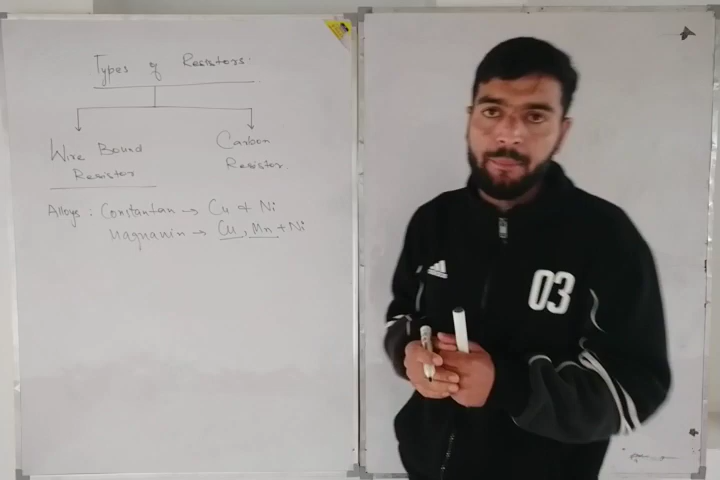 Types of Resistors:
Wire Bound
Resistor
Carbon
Resistor
Alloys: Constantan → Cu & Ni
Magnanin → Cu, Mn + Ni
03